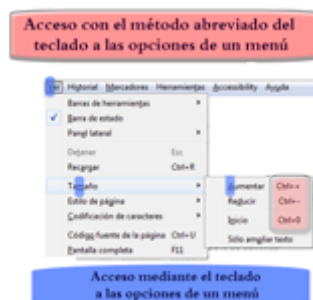 Acceso con el método abreviado del
teclado a las opciones de un menú
Historial Marcadores Herramientas Accessibility Ayuda
Barras de herramientas
Barra de estado
Panel lateral
Detener Esc
Recargar Ctrl+R
Tamaño
Aumentar Ctrl++
Estilo de página
Reducir Ctrl+-
Codificación de caracteres
Inicio Ctrl+0
Código fuente de la página Ctrl+U
Sólo ampliar texto
Pantalla completa F11
Acceso mediante el teclado
a las opciones de un menú